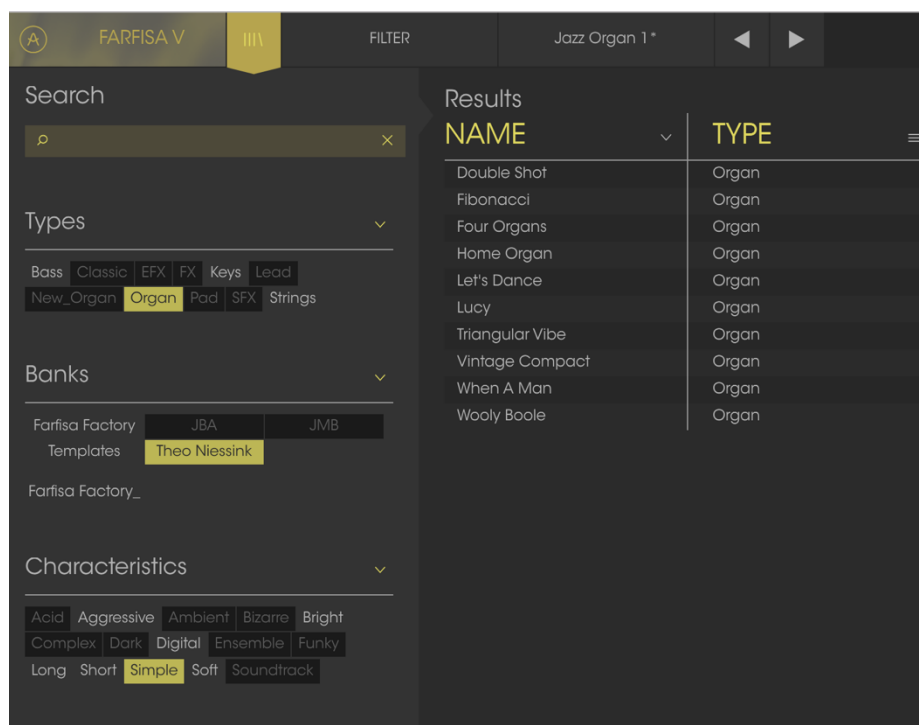 FARFISA V FILTER Jazz Organ 1*
Search
Types
Bass Classic EFX FX Keys Lead
New_Organ Organ Pad SFX Strings
Banks
Farfisa Factory JBA JMB
Templates Theo Niessink
Farfisa Factory_
Characteristics
Acid Aggressive Ambient Bizarre Bright
Complex Dark Digital Ensemble Funky
Long Short Simple Soft Soundtrack
Results
NAME TYPE
Double Shot Organ
Fibonacci Organ
Four Organs Organ
Home Organ Organ
Let's Dance Organ
Lucy Organ
Triangular Vibe Organ
Vintage Compact Organ
When A Man Organ
Wooly Boole Organ